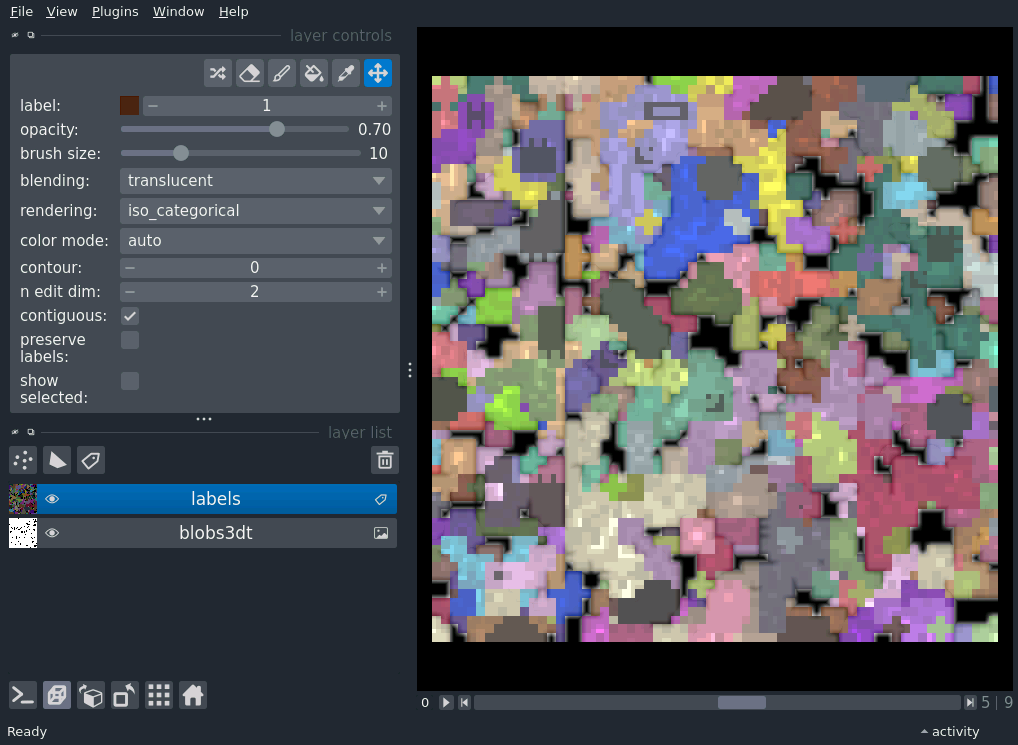 File View Plugins Window Help
layer controls
label: 1
opacity: 0.70
brush size: 10
blending: translucent
rendering: iso_categorical
color mode: auto
contour: 0
n edit dim: 2
contiguous:
preserve
labels:
show
selected:
layer list
labels
blobs3dt
0 5 | 9
Ready activity